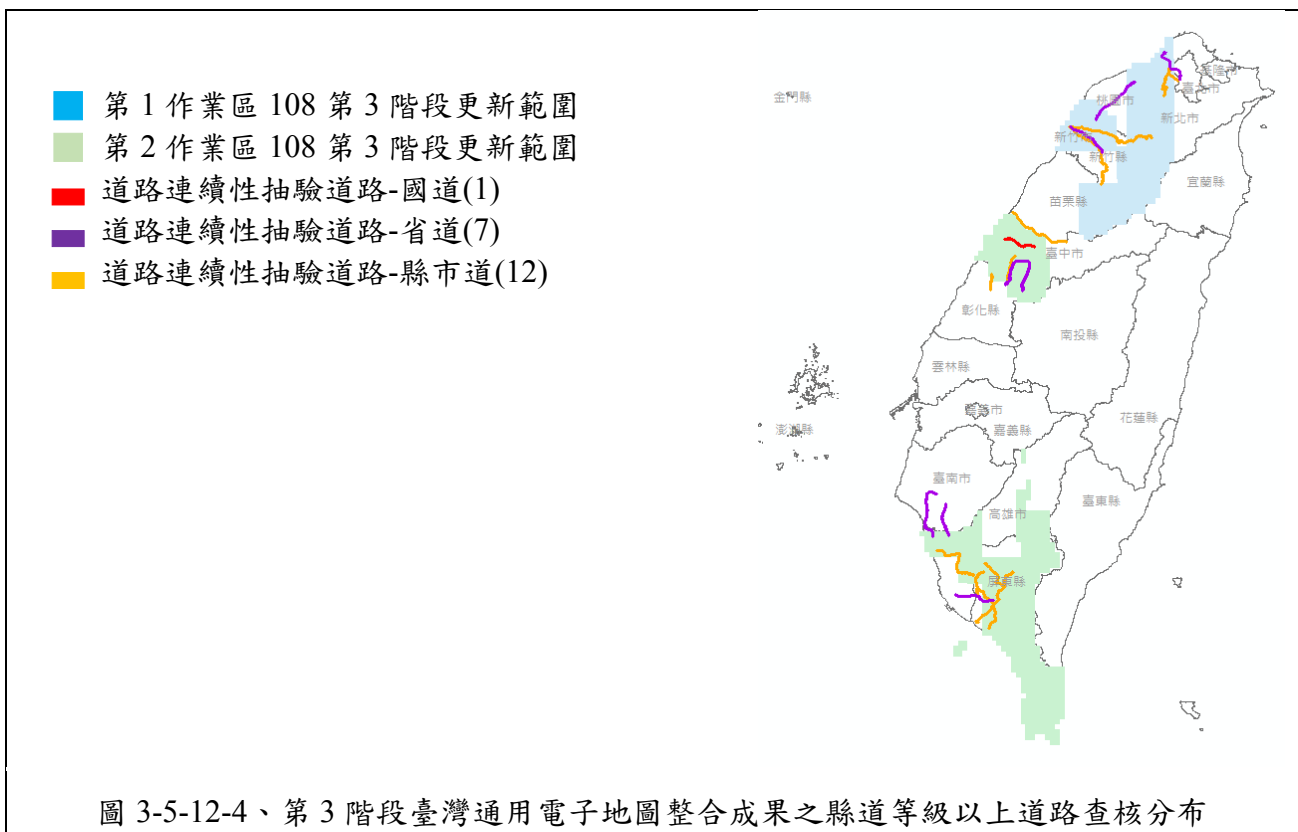 第 1 作業區 108 第 3 階段更新範圍
第 2 作業區 108 第 3 階段更新範圍
道路連續性抽驗道路-國道(1)
道路連續性抽驗道路-省道(7)
道路連續性抽驗道路-縣市道(12)
金門縣
基隆市
臺北市
桃園市
新北市
新竹
新竹縣
宜蘭縣
苗栗縣
臺中市
彰化縣
南投縣
雲林縣
花蓮縣
澎湖縣
嘉義市
嘉義縣
臺南市
高雄市
臺東縣
屏東縣
圖 3-5-12-4、第 3 階段臺灣通用電子地圖整合成果之縣道等級以上道路查核分布